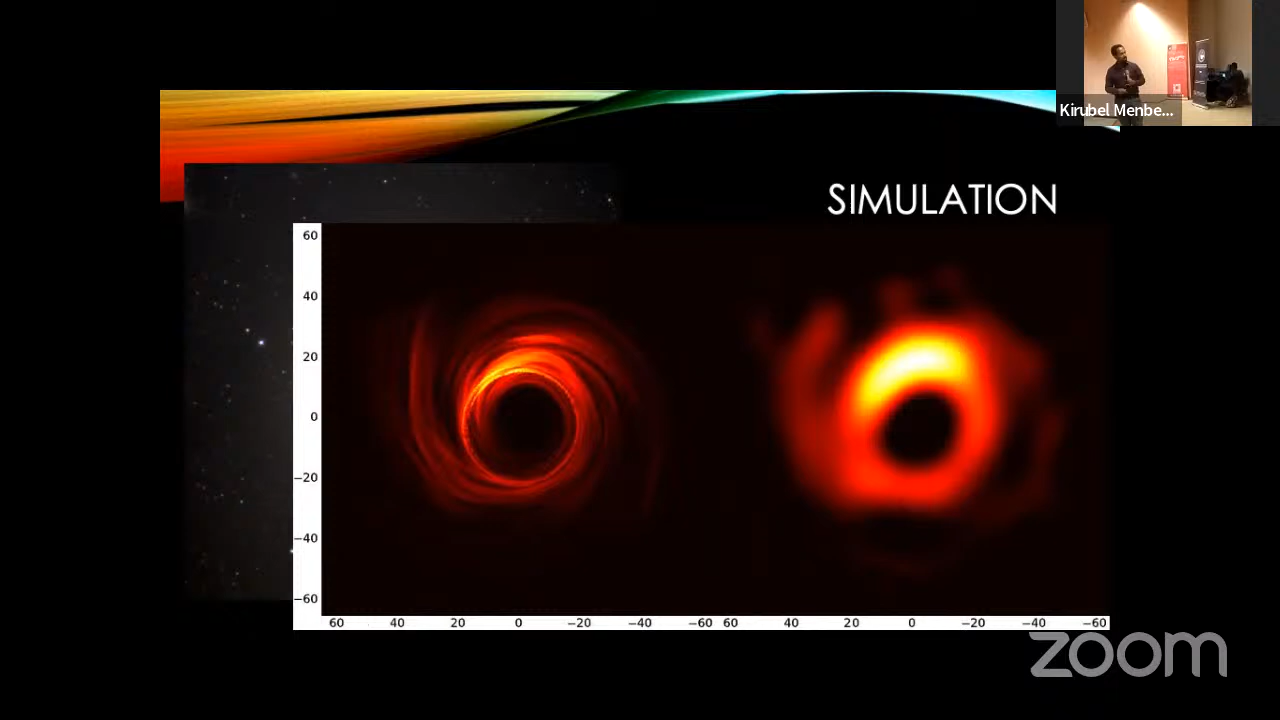 Kirubel Menbe...
SIMULATION
60
40
20
0
−20
−40
−60
60 40 20 0 −20 −40 −60 60 40 20 0 −20 −40 −60
zoom